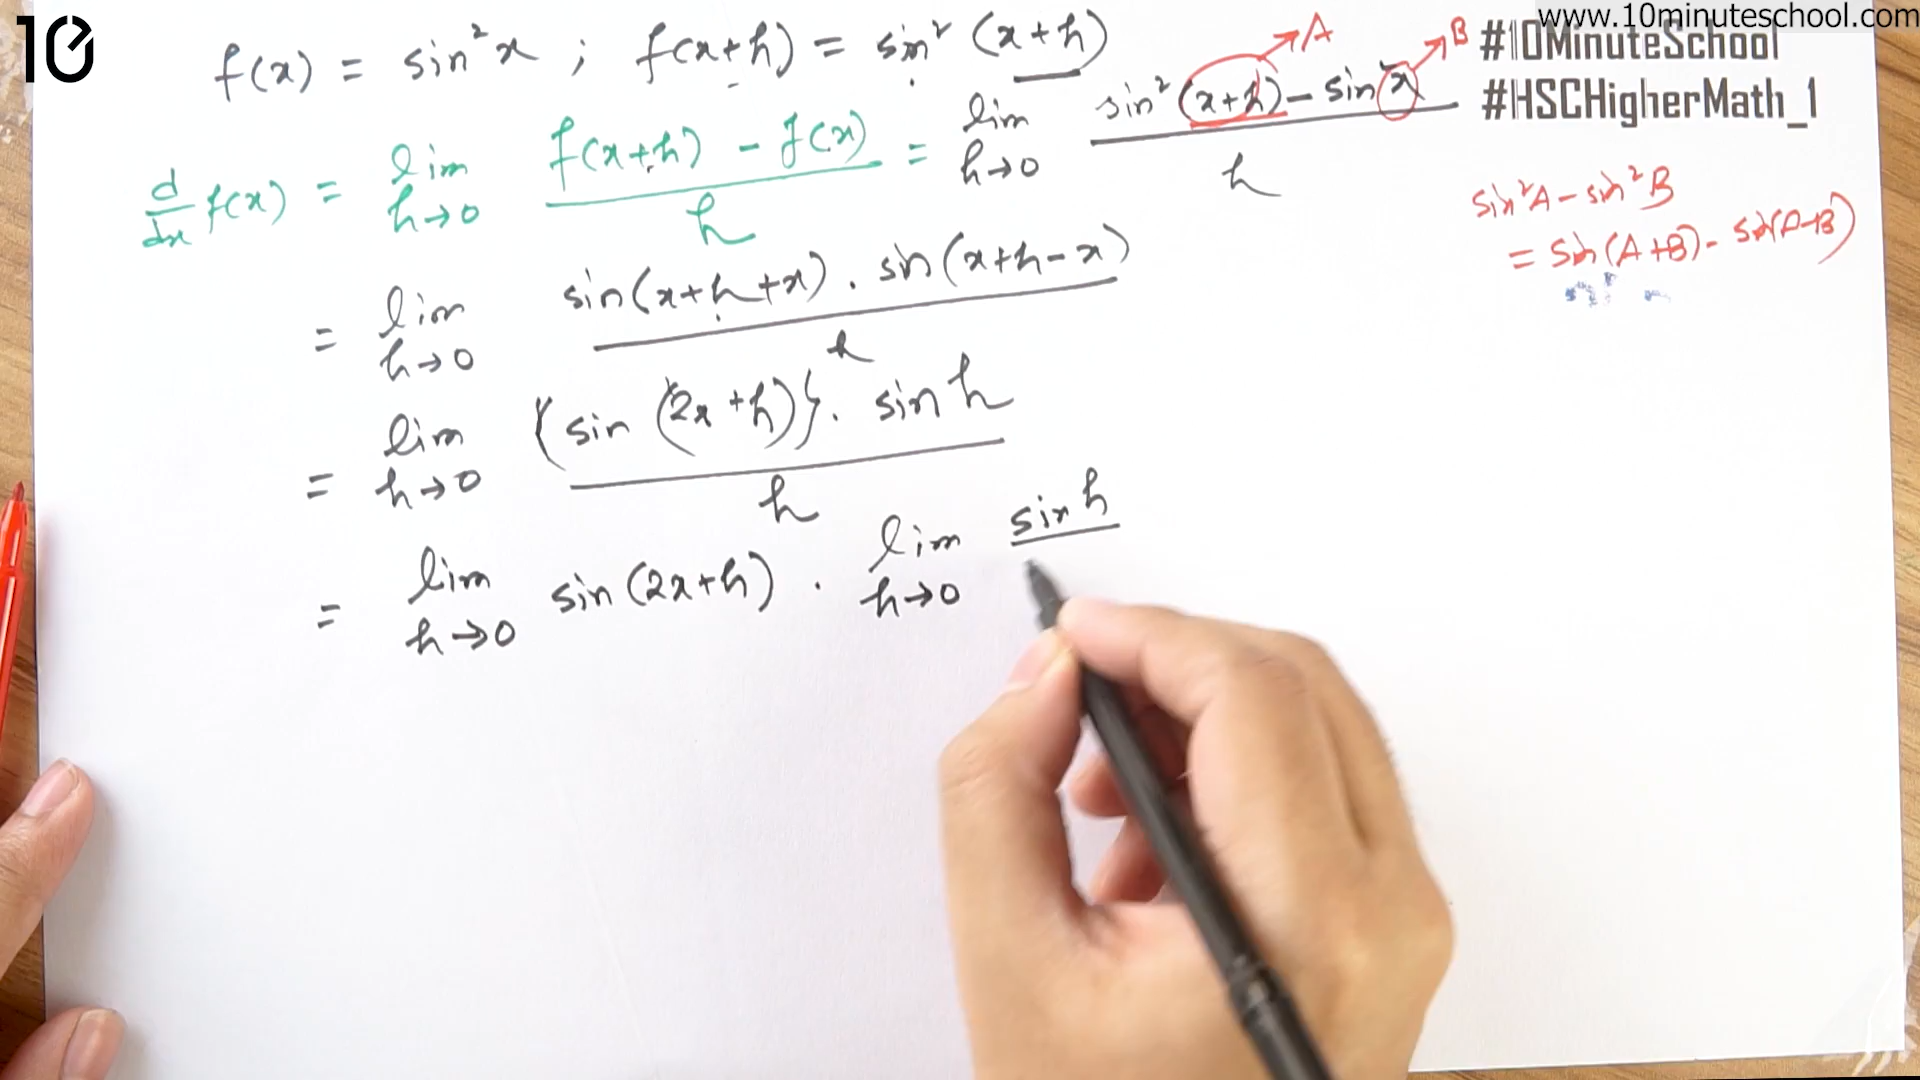 10
www.10minuteschool.com
#10MinuteSchool
#HSCHigherMath_1
f(x) = sin²x ; f(x+h) = sin² (x+h)
d/dx f(x) = lim h→0 f(x+h) - f(x) / h = lim h→0 sin² (x+h) - sin²x / h
A
B
sin²A - sin²B
= sin(A+B) - sin(A-B)
= lim h→0 sin(x+h+x) . sin(x+h-x) / h
= lim h→0 {sin (2x+h)} . sin h / h
= lim h→0 sin(2x+h) . lim h→0 sin h